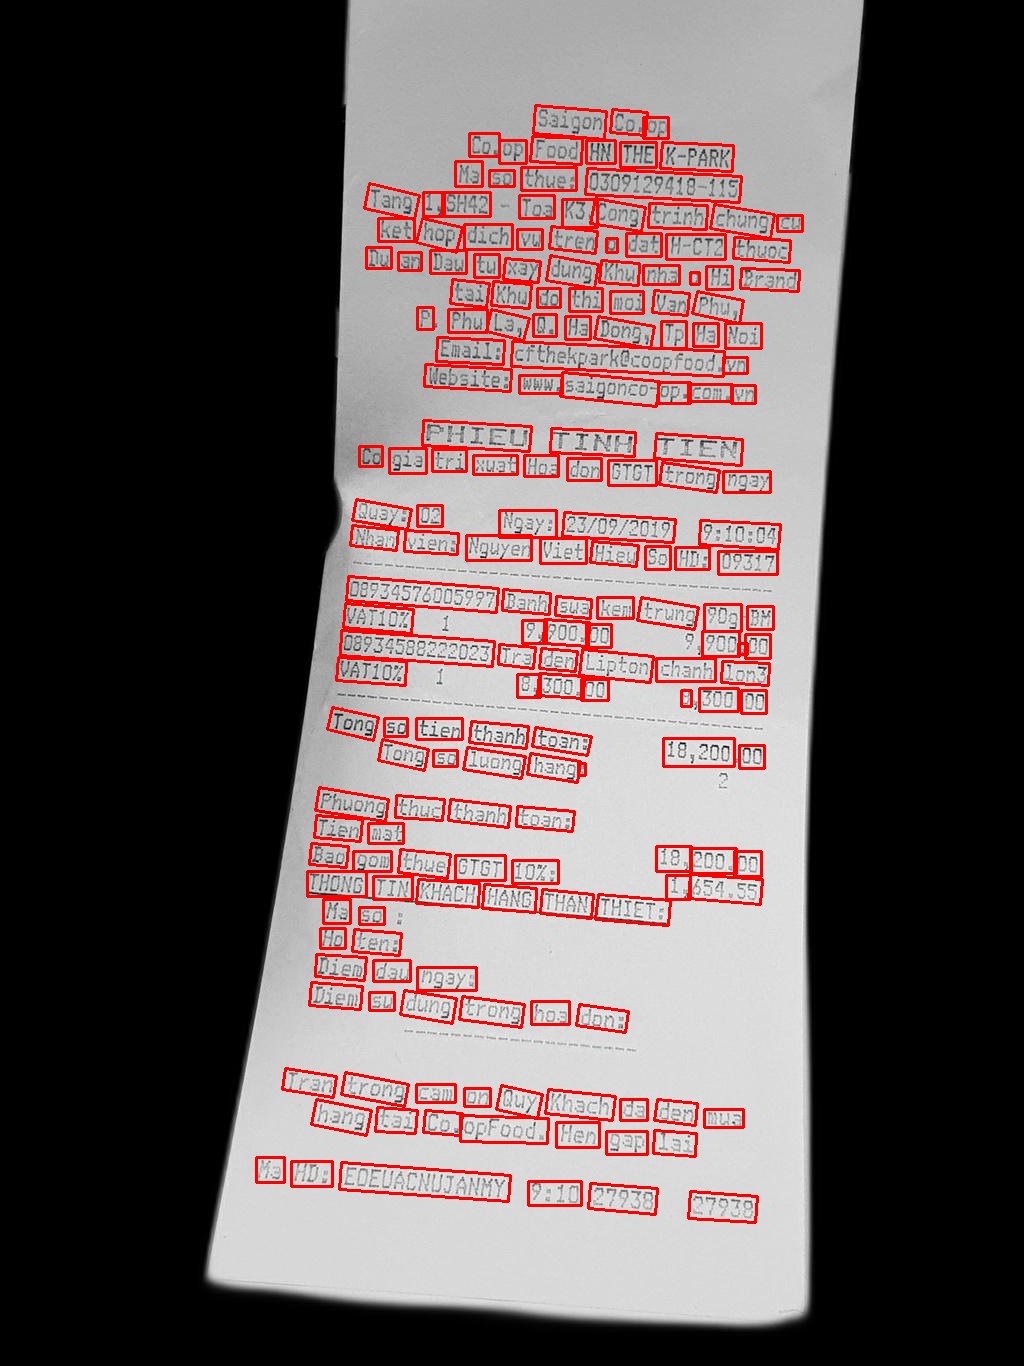 Saigon Co.op
Co.op Food HN THE K-PARK
Ma so thue: 0309129418-115
Tang 1,SH42 - Toa K3,Cong trinh chung cu
ket hop dich vu tren o dat H-CT2 thuoc
Du an Dau tu xay dung Khu nha o Hi Brand
tai Khu do thi moi Van Phu,
P. Phu La, Q. Ha Dong, Tp Ha Noi
Email: cfthekpark@coopfood.vn
Website: www.saigonco-op.com.vn
PHIEU TINH TIEN
Co gia tri xuat Hoa don GTGT trong ngay
Quay: 02 Ngay: 23/09/2019 9:10:04
Nhan vien: Nguyen Viet Hieu So HD: 09317
08934576005997 Banh sua kem trung 90g BM
VAT10% 1 9,900.00 9,900.00
08934588222023 Tra den Lipton chanh lon3
VAT10% 1 8,300.00 8,300.00
Tong so tien thanh toan: 18,200.00
Tong so luong hang: 2
Phuong thuc thanh toan:
Tien mat 18,200.00
Bao gom thue GTGT 10%: 1,654.55
THONG TIN KHACH HANG THAN THIET:
Ma so :
Ho ten:
Diem dau ngay:
Diem su dung trong hoa don:
Tran trong cam on Quy Khach da den mua
hang tai Co.opFood. Hen gap lai
Ma HD: EOEUACNUJANMY 9:10 27938 27938